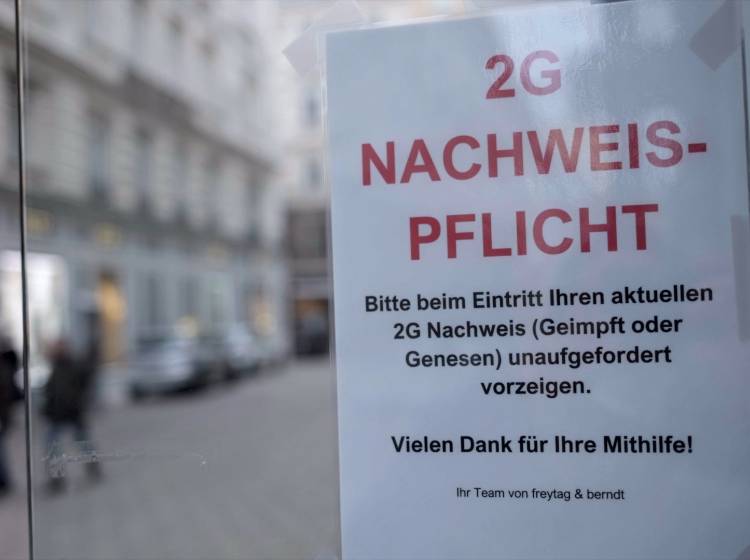 2G
NACHWEIS-
PFLICHT
Bitte beim Eintritt Ihren aktuellen
2G Nachweis (Geimpft oder
Genesen) unaufgefordert
vorzeigen.
Vielen Dank für Ihre Mithilfe!
Ihr Team von freytag & berndt